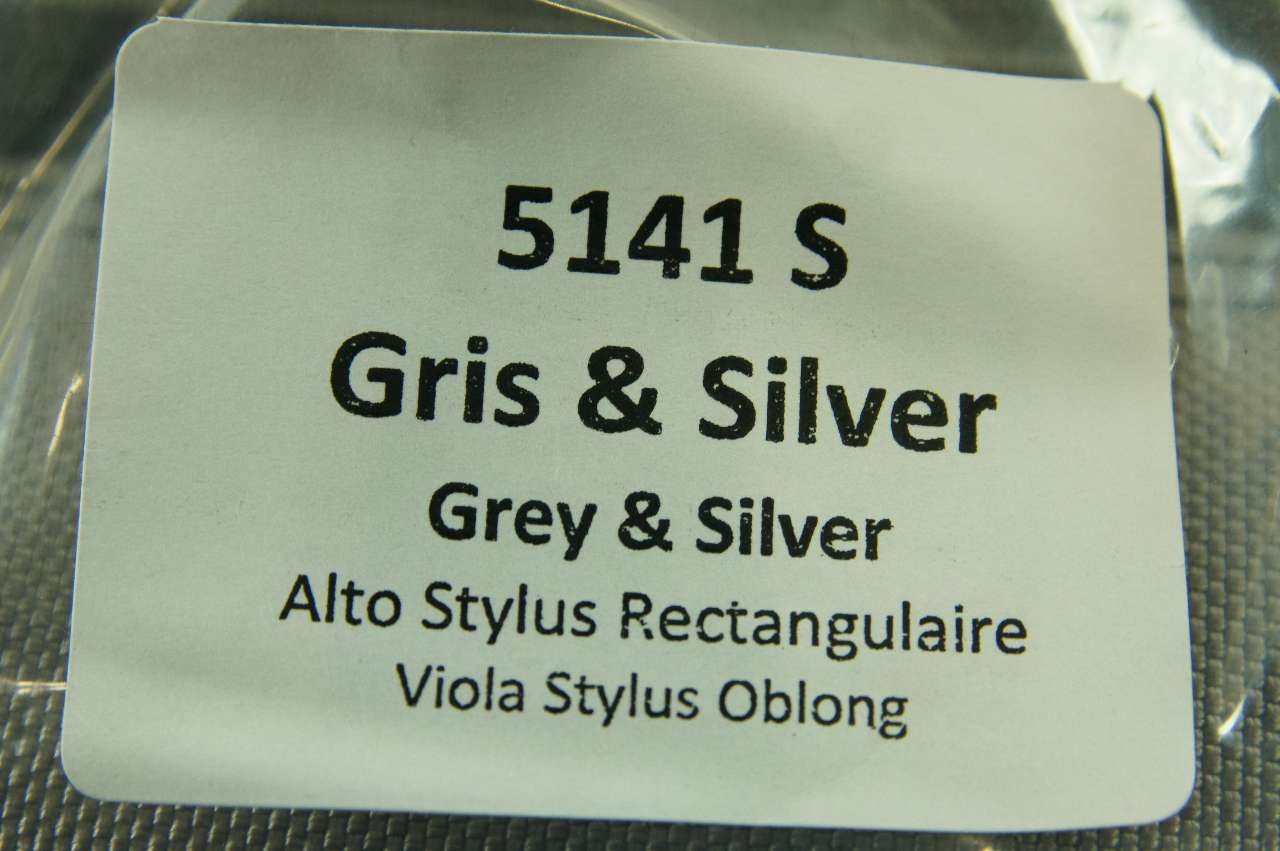 5141 S
Gris & Silver
Grey & Silver
Alto Stylus Rectangulaire
Viola Stylus Oblong